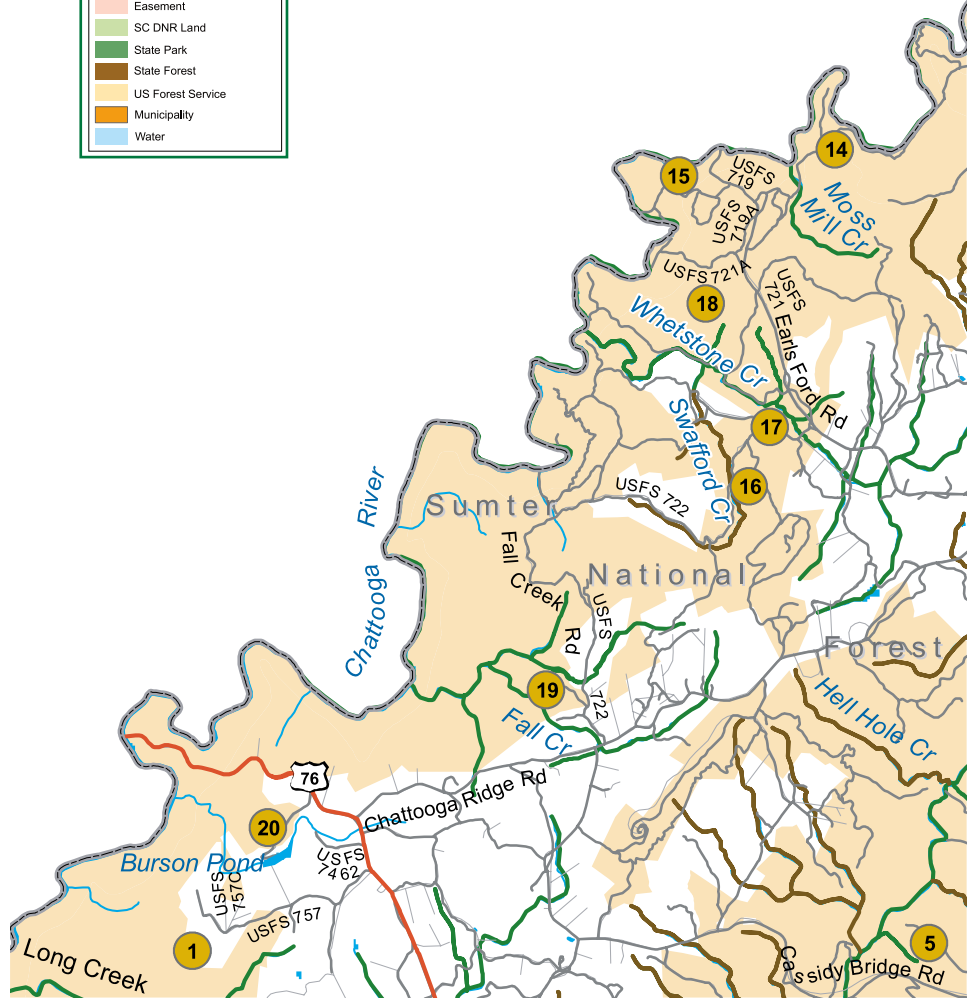 Easement
SC DNR Land
State Park
State Forest
US Forest Service
Municipality
Water
14
15
USFS
719
Moss
Mill Cr
USFS
719A
USFS 721A
18
USFS
721
Earls Ford Rd
Whetstone Cr
Swafford Cr
17
16
USFS 722
River
Chattooga
Sumter
National
Forest
Fall Creek
Rd
USFS
722
19
Fall Cr
Hell Hole Cr
76
Chattooga Ridge Rd
20
Burson Pond
USFS
7462
USFS
757C
USFS 757
1
Long Creek
5
Cassidy Bridge Rd